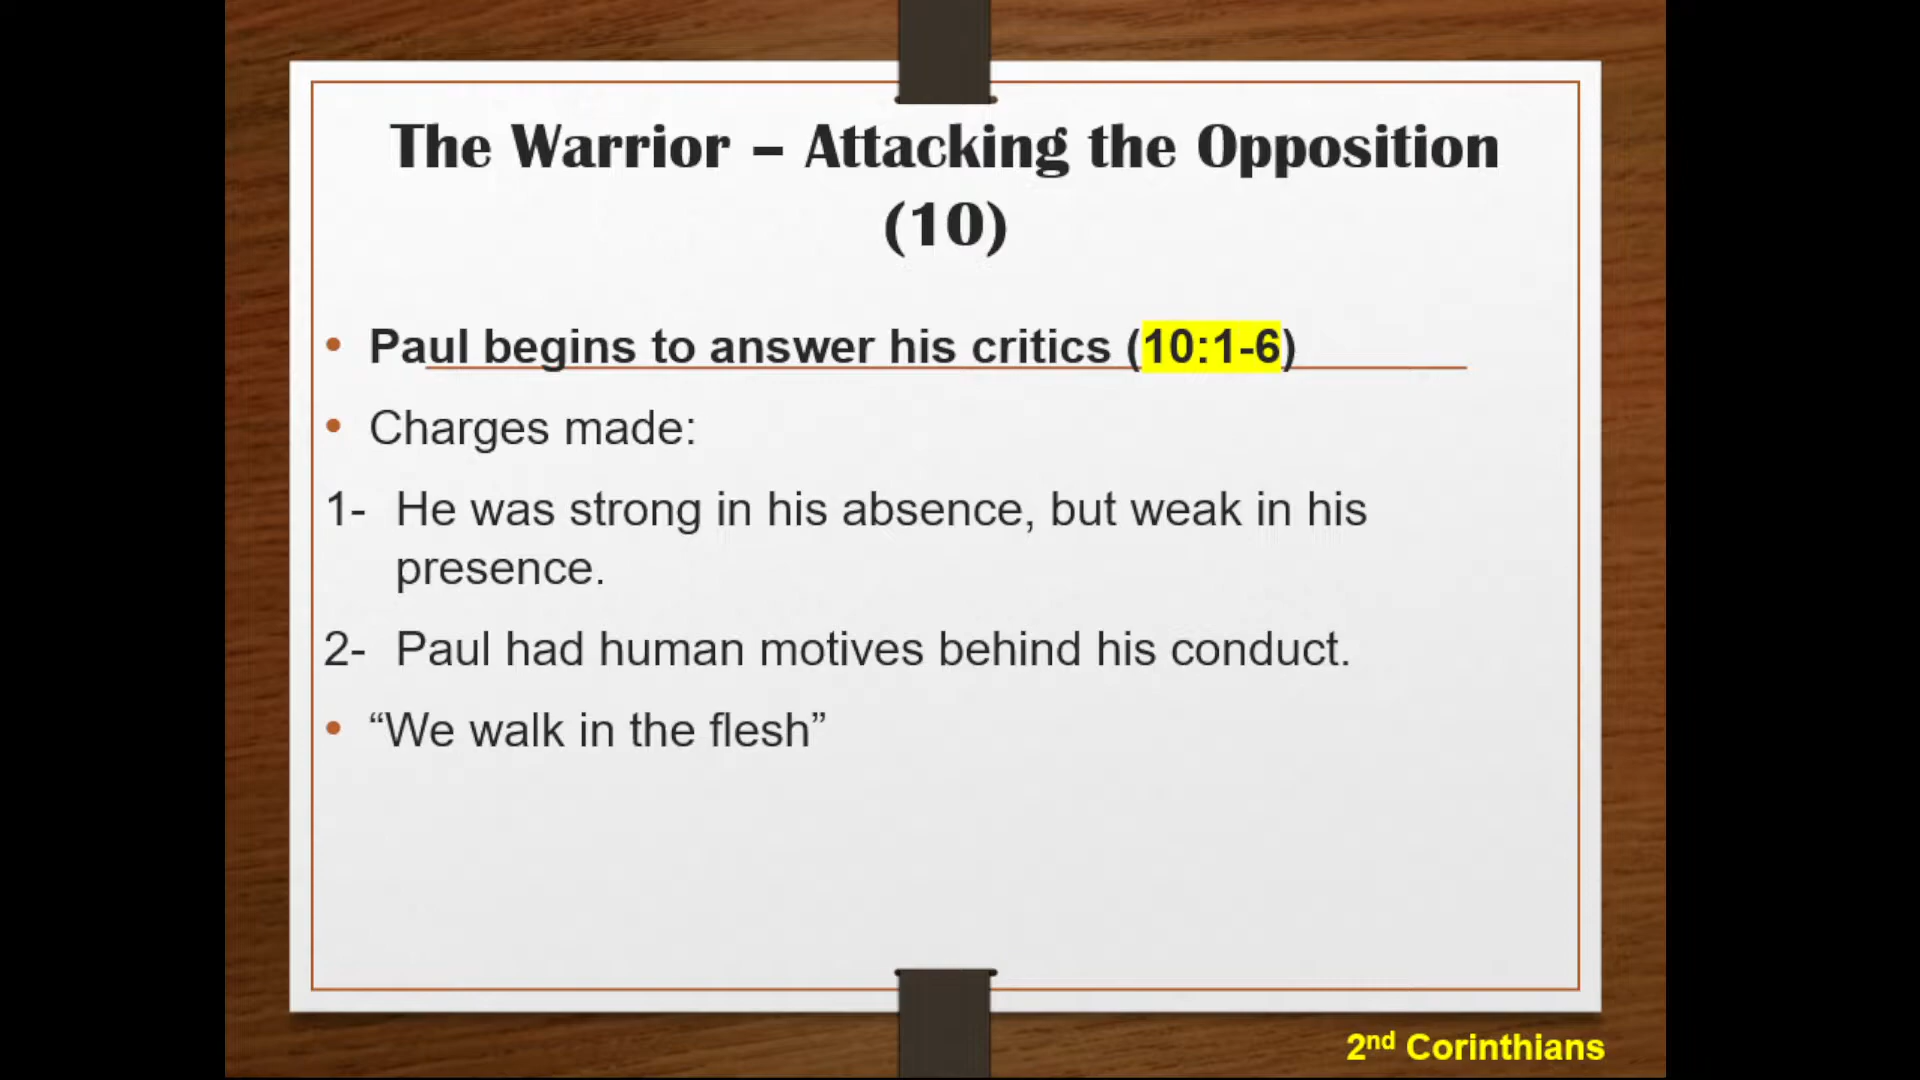 The Warrior – Attacking the Opposition
(10)
• Paul begins to answer his critics (10:1-6)
• Charges made:
1- He was strong in his absence, but weak in his
presence.
2- Paul had human motives behind his conduct.
• “We walk in the flesh”
2nd Corinthians